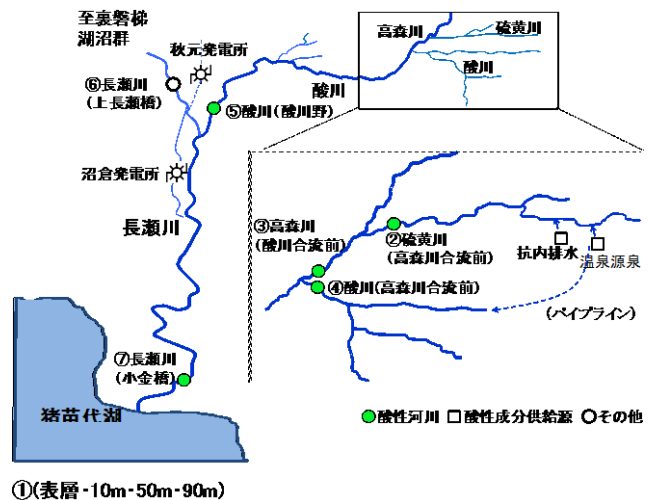 至裏磐梯
湖沼群
秋元発電所
⑥長瀬川
(上長瀬橋)
⑤酸川(酸川野)
酸川
高森川
硫黄川
酸川
沼倉発電所
長瀬川
③高森川
(酸川合流前)
②硫黄川
(高森川合流前)
④酸川(高森川合流前)
抗内排水
温泉源泉
(パイプライン)
⑦長瀬川
(小金橋)
猪苗代湖
●酸性河川 □酸性成分供給源 ○その他
①(表層-10m-50m-90m)